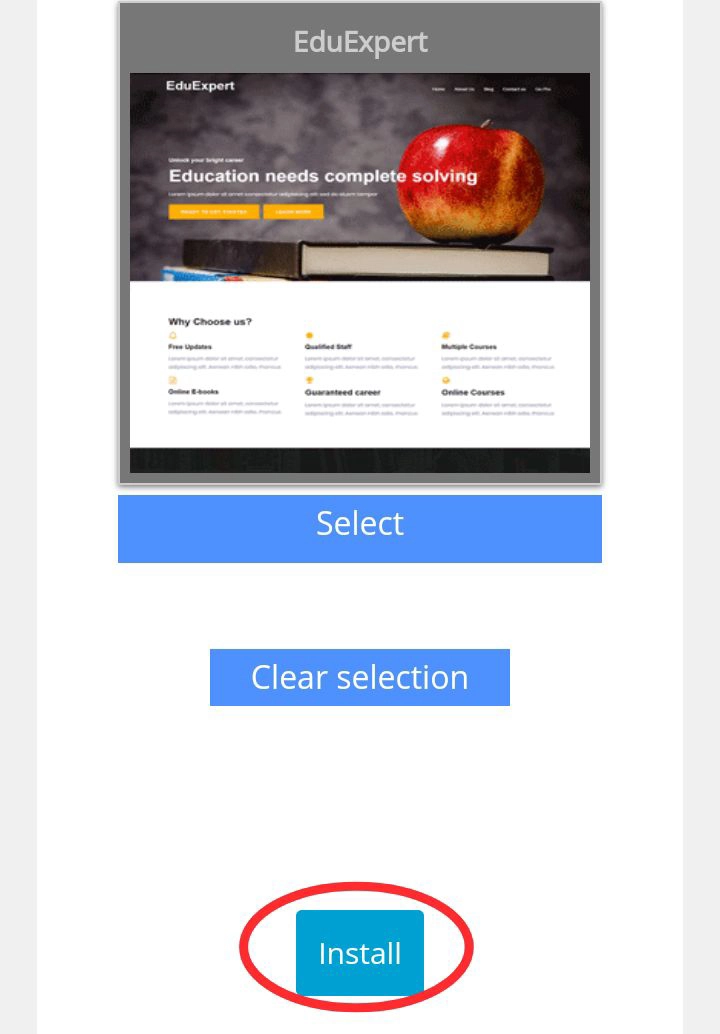 EduExpert
EduExpert
Home About Us Blog Contact us Go Pro
Unlock your bright career
Education needs complete solving
Lorem ipsum dolor sit amet consectetur adipiscing elit sed do eiusm tempor
READY TO GET STARTED LEARN MORE
Why Choose us?
Free Updates Qualified Staff Multiple Courses
Lorem ipsum dolor sit amet, consectetur Lorem ipsum dolor sit amet, consectetur Lorem ipsum dolor sit amet, consectetur
adipiscing elit. Aenean nibh odio, rhoncus adipiscing elit. Aenean nibh odio, rhoncus adipiscing elit. Aenean nibh odio, rhoncus
Online E-books Guaranteed career Online Courses
Lorem ipsum dolor sit amet, consectetur Lorem ipsum dolor sit amet, consectetur Lorem ipsum dolor sit amet, consectetur
adipiscing elit. Aenean nibh odio, rhoncus adipiscing elit. Aenean nibh odio, rhoncus adipiscing elit. Aenean nibh odio, rhoncus
Select
Clear selection
Install